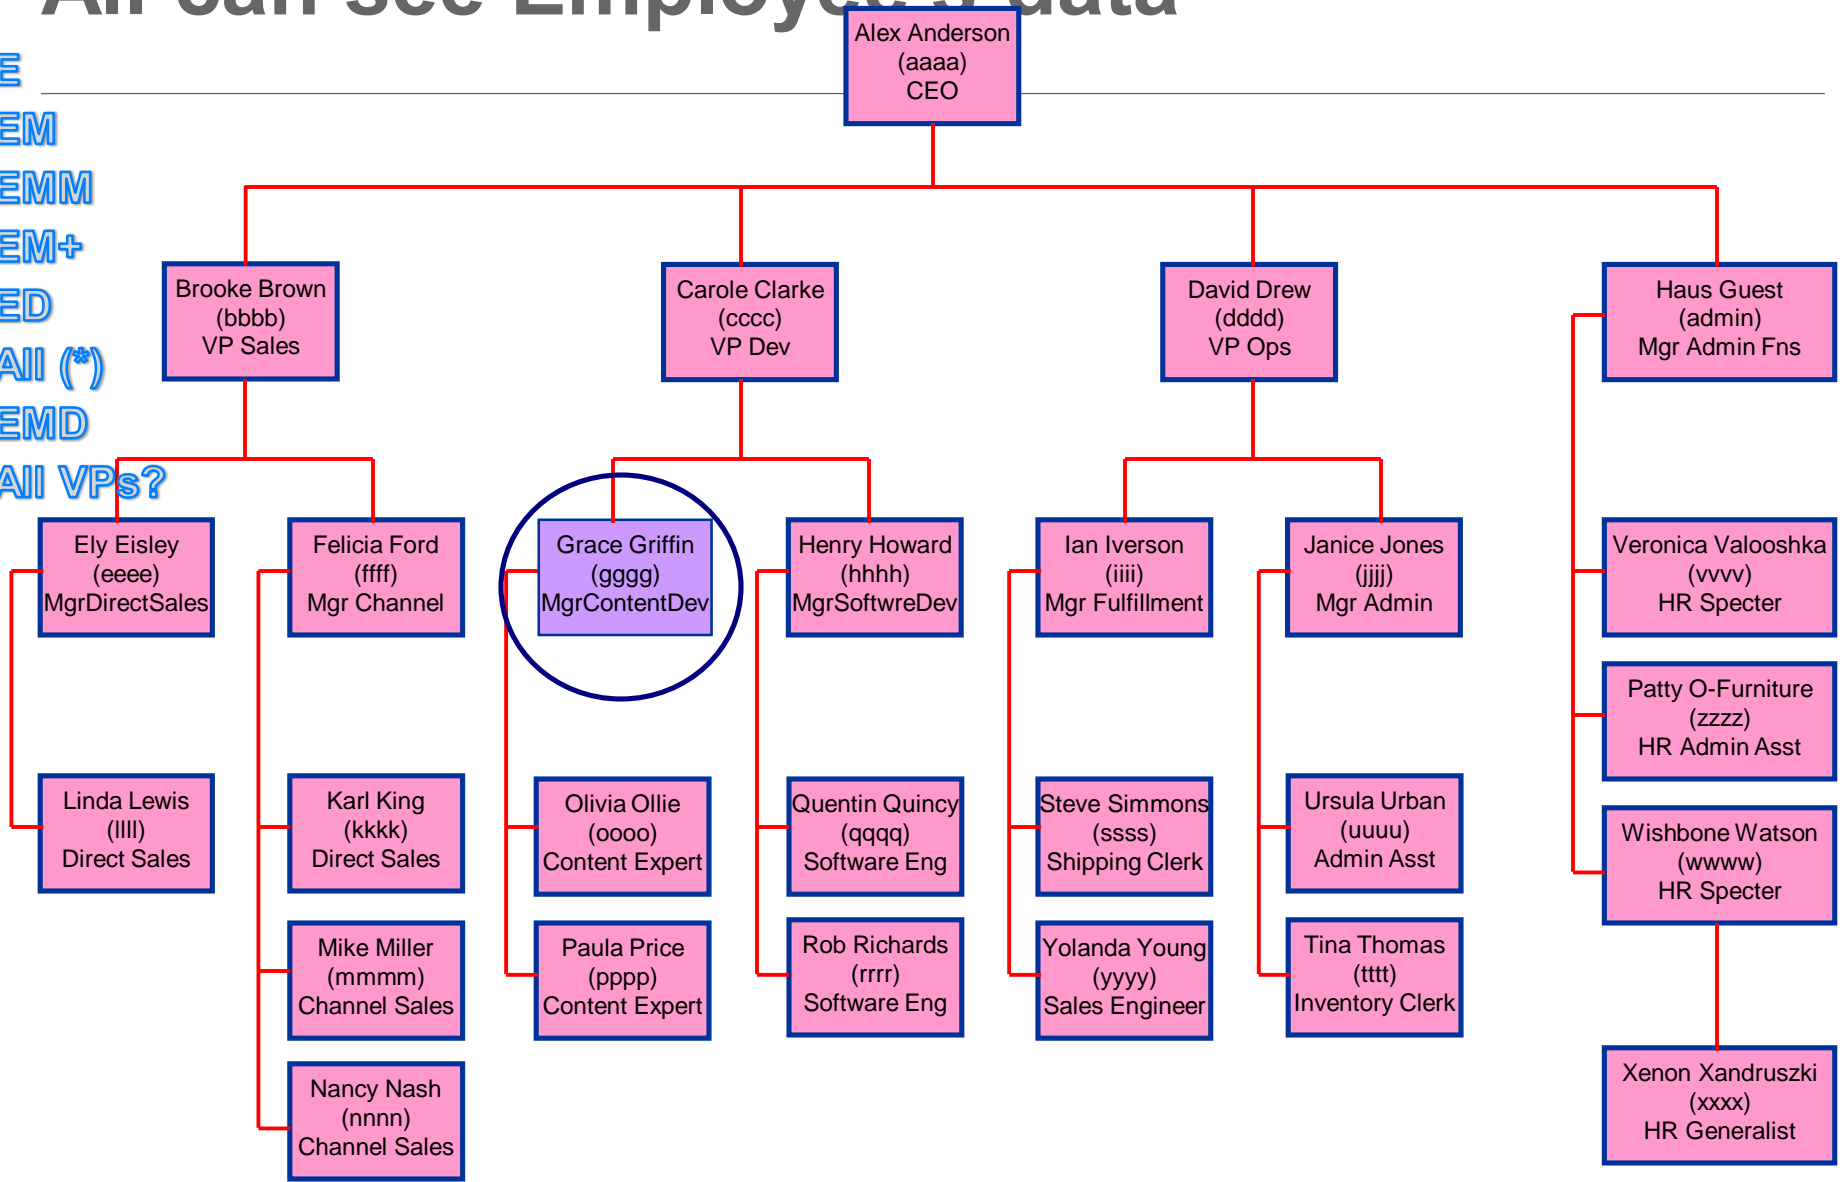 All can see Employee's data
Alex Anderson
(aaaa)
CEO
E
EM
EMM
EM+
ED
All (*)
EMD
All VPs?
Brooke Brown
(bbbb)
VP Sales
Carole Clarke
(cccc)
VP Dev
David Drew
(dddd)
VP Ops
Haus Guest
(admin)
Mgr Admin Fns
Ely Eisley
(eeee)
MgrDirectSales
Felicia Ford
(ffff)
Mgr Channel
Grace Griffin
(gggg)
MgrContentDev
Henry Howard
(hhhh)
MgrSoftwreDev
Ian Iverson
(iiii)
Mgr Fulfillment
Janice Jones
(jjjj)
Mgr Admin
Veronica Valooshka
(vvvv)
HR Specter
Patty O-Furniture
(zzzz)
HR Admin Asst
Linda Lewis
(llll)
Direct Sales
Karl King
(kkkk)
Direct Sales
Olivia Ollie
(oooo)
Content Expert
Quentin Quincy
(qqqq)
Software Eng
Steve Simmons
(ssss)
Shipping Clerk
Ursula Urban
(uuuu)
Admin Asst
Wishbone Watson
(wwww)
HR Specter
Mike Miller
(mmmm)
Channel Sales
Paula Price
(pppp)
Content Expert
Rob Richards
(rrrr)
Software Eng
Yolanda Young
(yyyy)
Sales Engineer
Tina Thomas
(tttt)
Inventory Clerk
Nancy Nash
(nnnn)
Channel Sales
Xenon Xandruszki
(xxxx)
HR Generalist